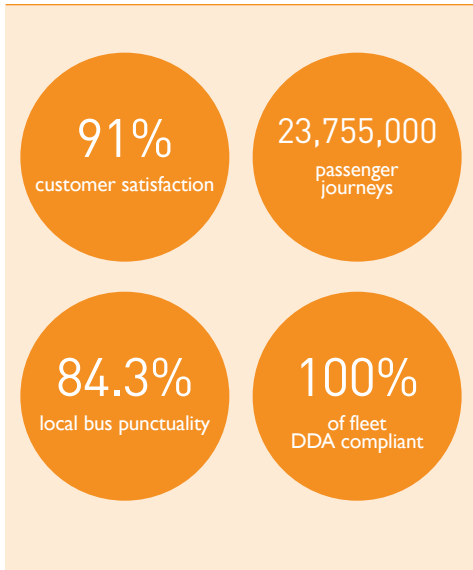 91%
customer satisfaction
23,755,000
passenger
journeys
84.3%
local bus punctuality
100%
of fleet
DDA compliant